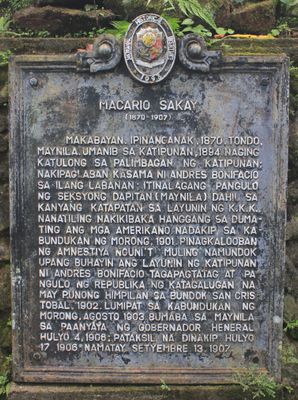 MACARIO SAKAY
(1870-1907)
MAKABAYAN. IPINANGANAK, 1870, TONDO,
MAYNILA. UMANIB SA KATIPUNAN, 1894. NAGING
KATULONG SA PALIMBAGAN NG KATIPUNAN;
NAKIPAGLABAN KASAMA NI ANDRES BONIFACIO
SA ILANG LABANAN; ITINALAGANG PANGULO
NG SEKSYONG DAPITAN (MAYNILA) DAHIL SA
KANYANG KATAPATAN SA LAYUNIN NG K.K.K.
NANATILING NAKIKIBAKA HANGGANG SA DUMA-
TING ANG MGA AMERIKANO NADAKIP SA KA-
BUNDUKAN NG MORONG, 1901. PINAGKALOOBAN
NG AMNESTIYA NGUNI'T MULING NAMUNDOK
UPANG BUHAYIN ANG LAYUNIN NG KATIPUNAN
NI ANDRES BONIFACIO TAGAPAGTATAG AT PA-
NGULO NG REPUBLIKA NG KATAGALUGAN NA
MAY PUNONG HIMPILAN SA BUNDOK SAN CRIS-
TOBAL, 1902. LUMIPAT SA KABUNDUKAN NG
MORONG, AGOSTO 1903. BUMABA SA MAYNILA
SA PAANYAYA NG GOBERNADOR HENERAL
HULYO 4, 1906; PATAKSIL NA DINAKIP HULYO
17 1906. NAMATAY SETYEMBRE 13, 1907.